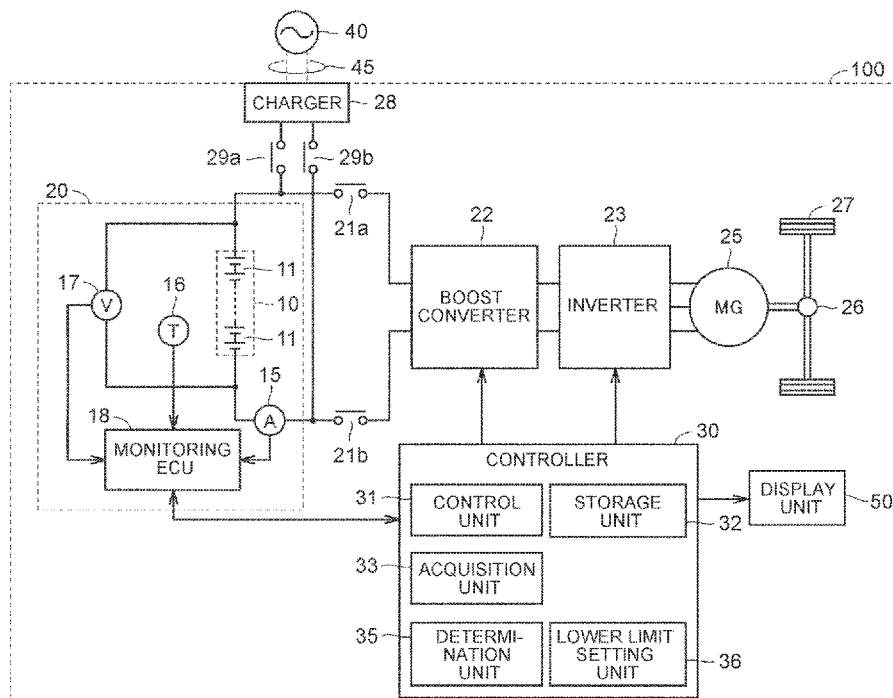 40
45
100
CHARGER
28
29a
29b
20
21a
22
23
27
25
17
V
16
T
11
10
11
BOOST
CONVERTER
INVERTER
MG
26
15
A
18
MONITORING
ECU
21b
30
CONTROLLER
31
CONTROL
UNIT
STORAGE
UNIT
32
DISPLAY
UNIT
50
33
ACQUISITION
UNIT
35
DETERMI-
NATION
UNIT
LOWER LIMIT
SETTING
UNIT
36